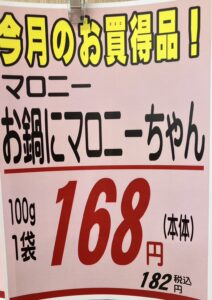 今月のお買得品！
マロニー
お鍋にマロニーちゃん
100g
1袋
168円
(本体)
182円
税込